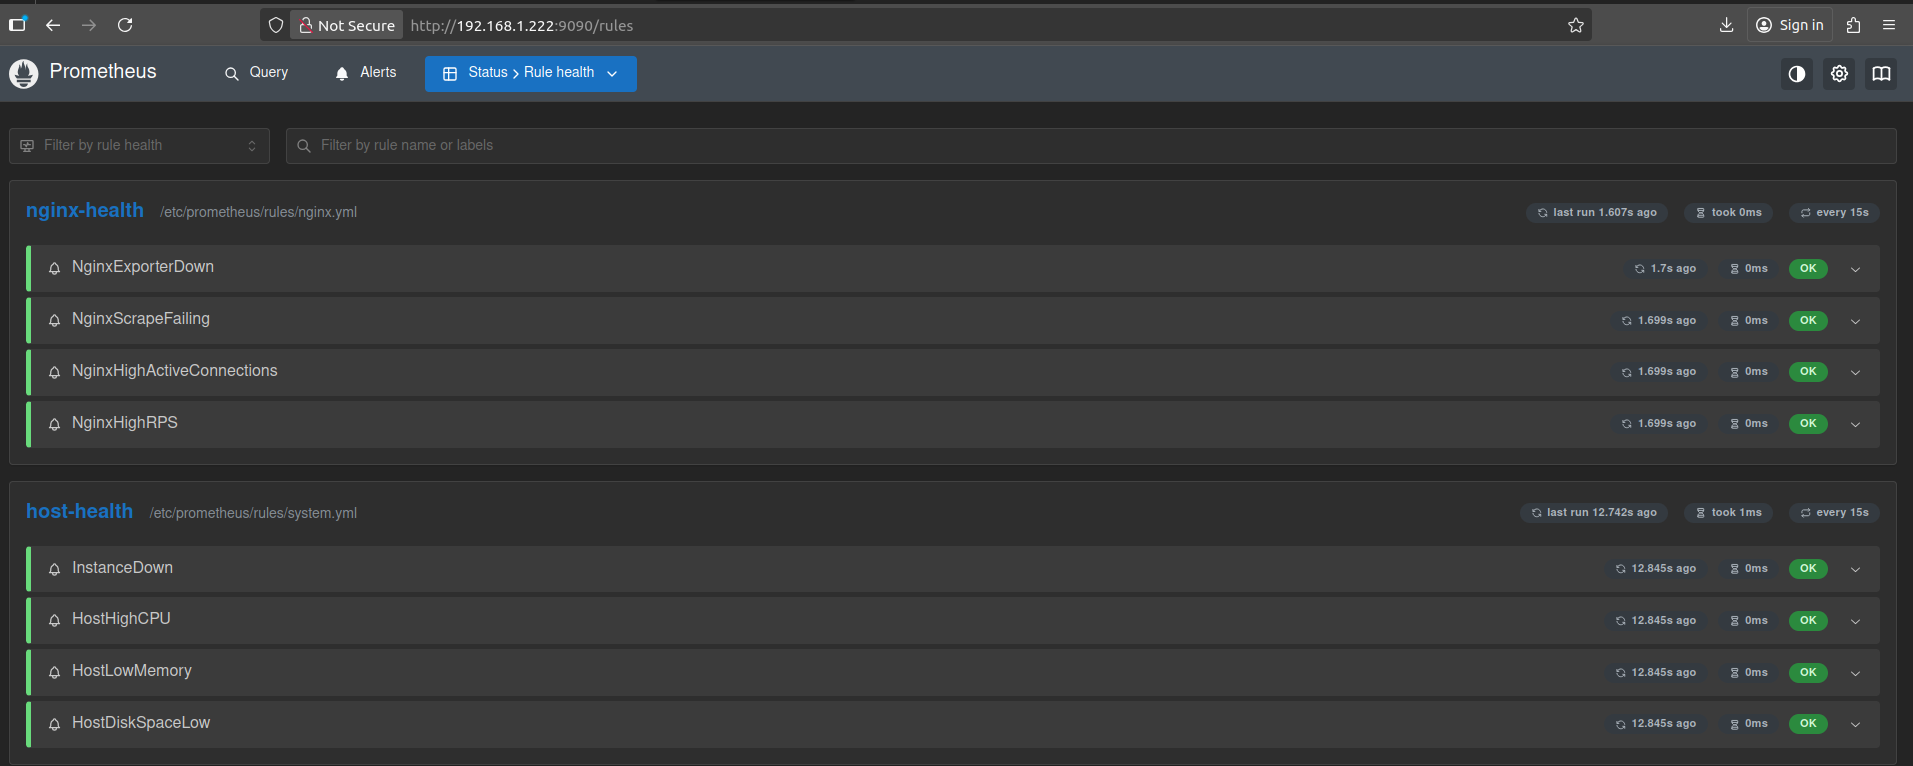 Not Secure http://192.168.1.222:9090/rules Sign in
Prometheus Query Alerts Status > Rule health
Filter by rule health Filter by rule name or labels
nginx-health /etc/prometheus/rules/nginx.yml last run 1.607s ago took 0ms every 15s
NginxExporterDown 1.7s ago 0ms OK
NginxScrapeFailing 1.699s ago 0ms OK
NginxHighActiveConnections 1.699s ago 0ms OK
NginxHighRPS 1.699s ago 0ms OK
host-health /etc/prometheus/rules/system.yml last run 12.742s ago took 1ms every 15s
InstanceDown 12.845s ago 0ms OK
HostHighCPU 12.845s ago 0ms OK
HostLowMemory 12.845s ago 0ms OK
HostDiskSpaceLow 12.845s ago 0ms OK